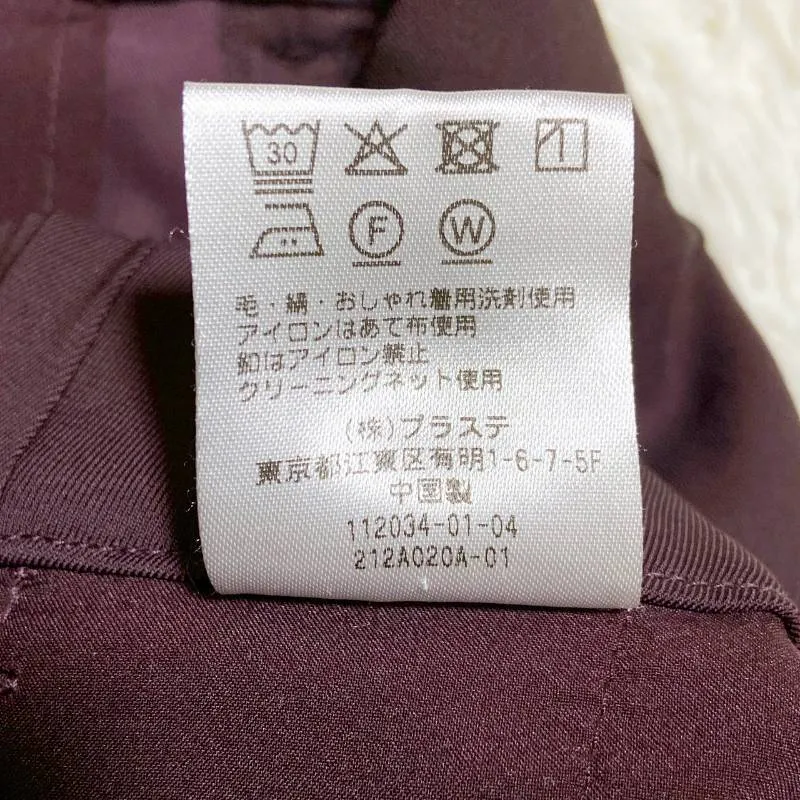 30
F W
毛・絹・おしゃれ着用洗剤使用
アイロンはあて布使用
釦はアイロン禁止
クリーニングネット使用
(株)プラステ
東京都江東区有明1-6-7-5F
中国製
112034-01-04
212A020A-01